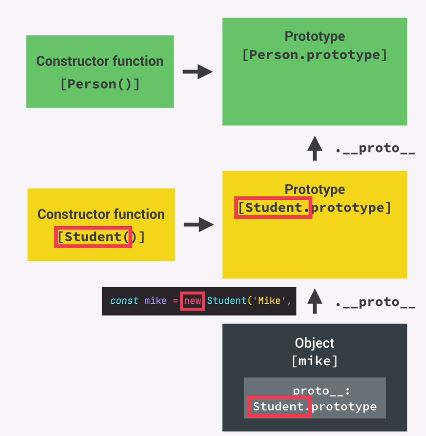 Prototype
[Person.prototype]
Constructor function
[Person()]
.__proto__
Prototype
[Student.prototype]
Constructor function
[Student()]
const mike = new Student('Mike',
.__proto__
Object
[mike]
proto__:
Student.prototype